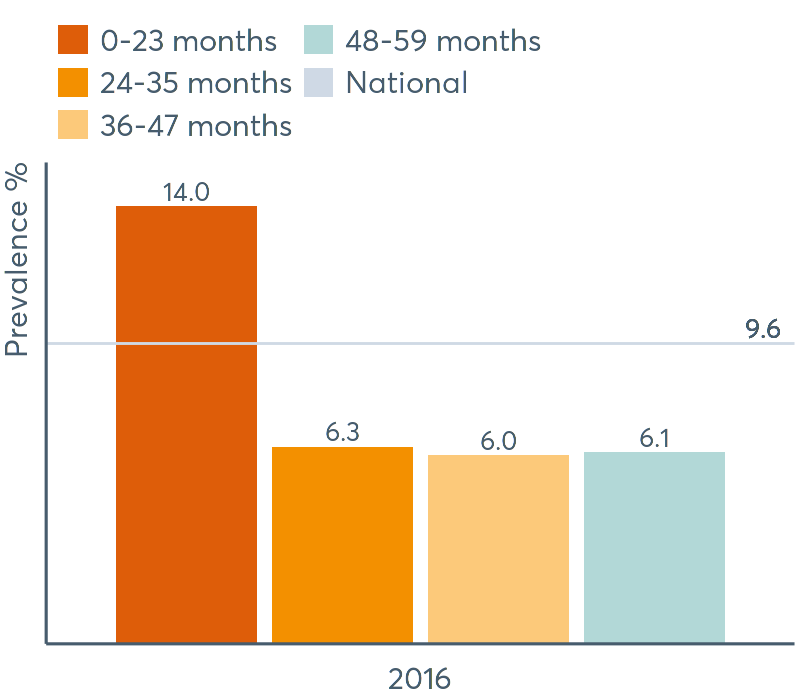 0-23 months
48-59 months
24-35 months
National
36-47 months
Prevalence %
14.0
9.6
6.3
6.0
6.1
2016